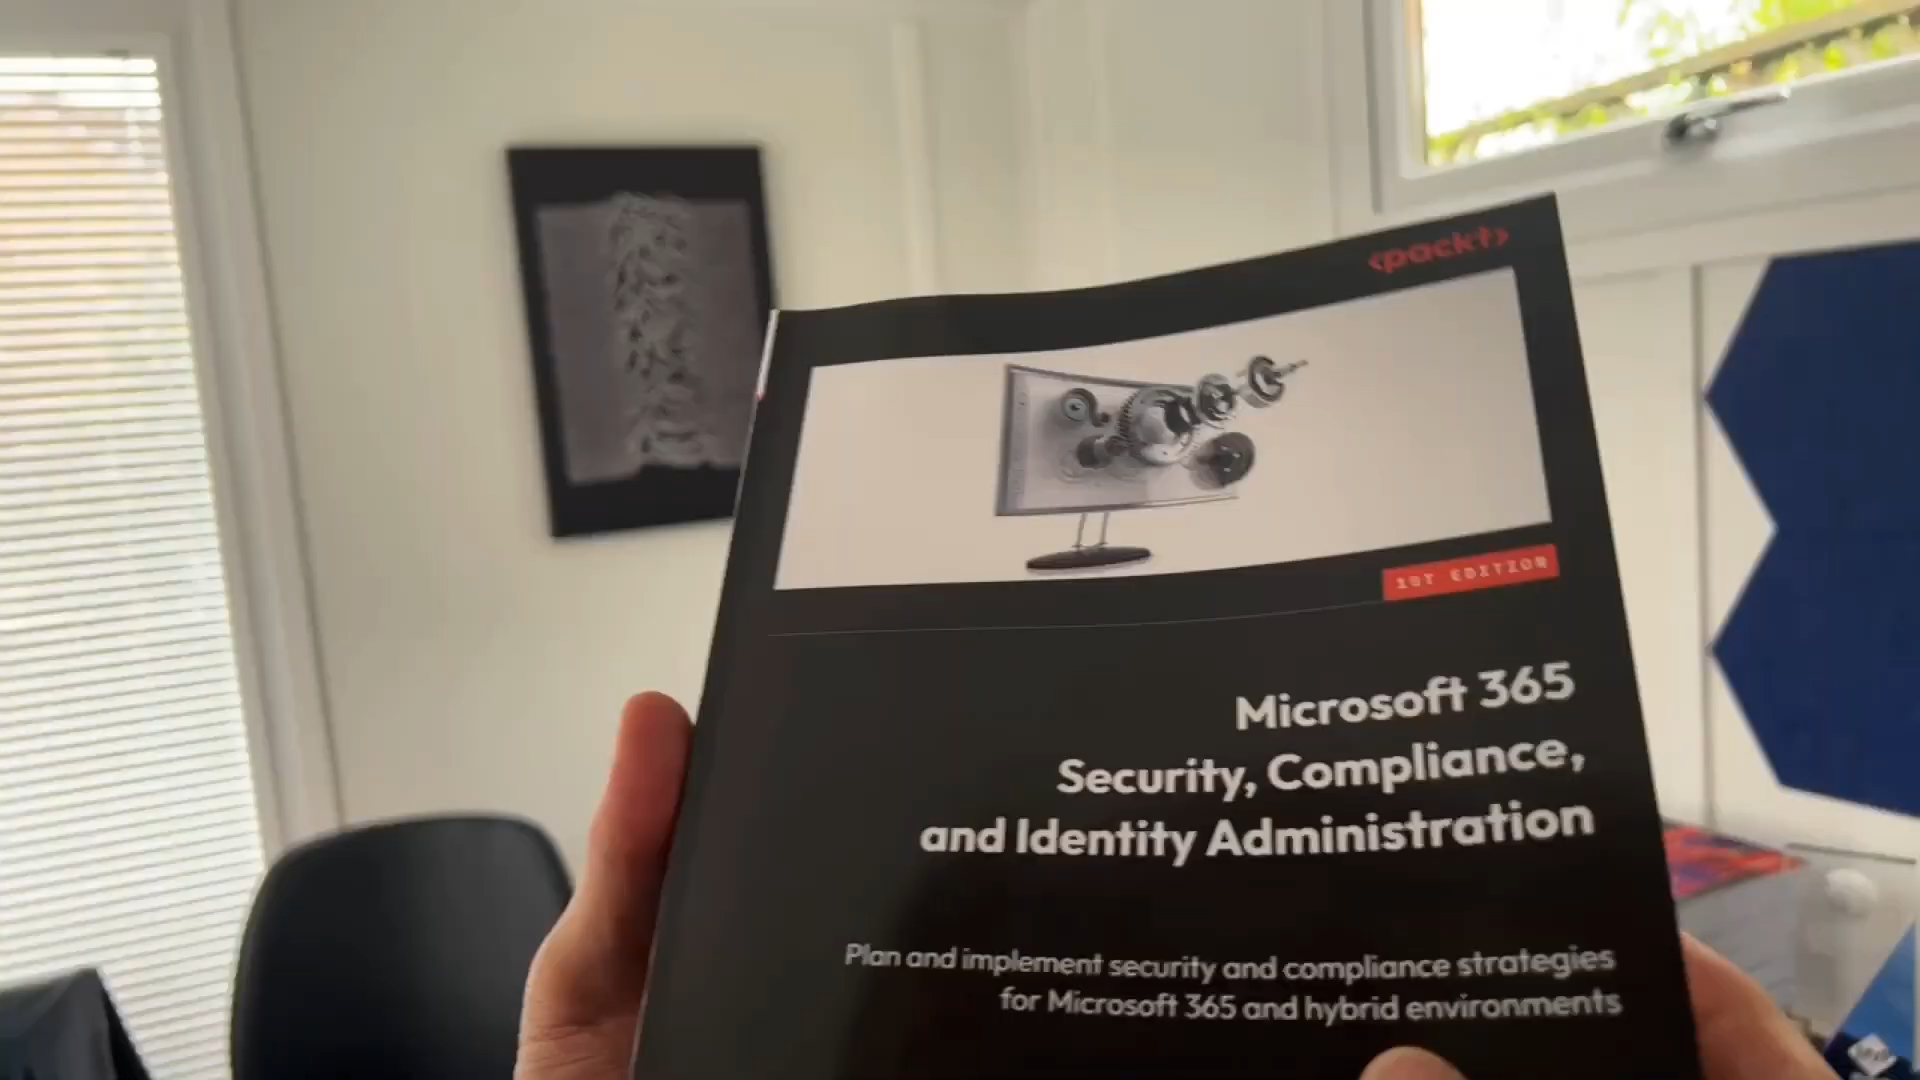 <packt>
1ST EDITION
Microsoft 365
Security, Compliance,
and Identity Administration
Plan and implement security and compliance strategies
for Microsoft 365 and hybrid environments